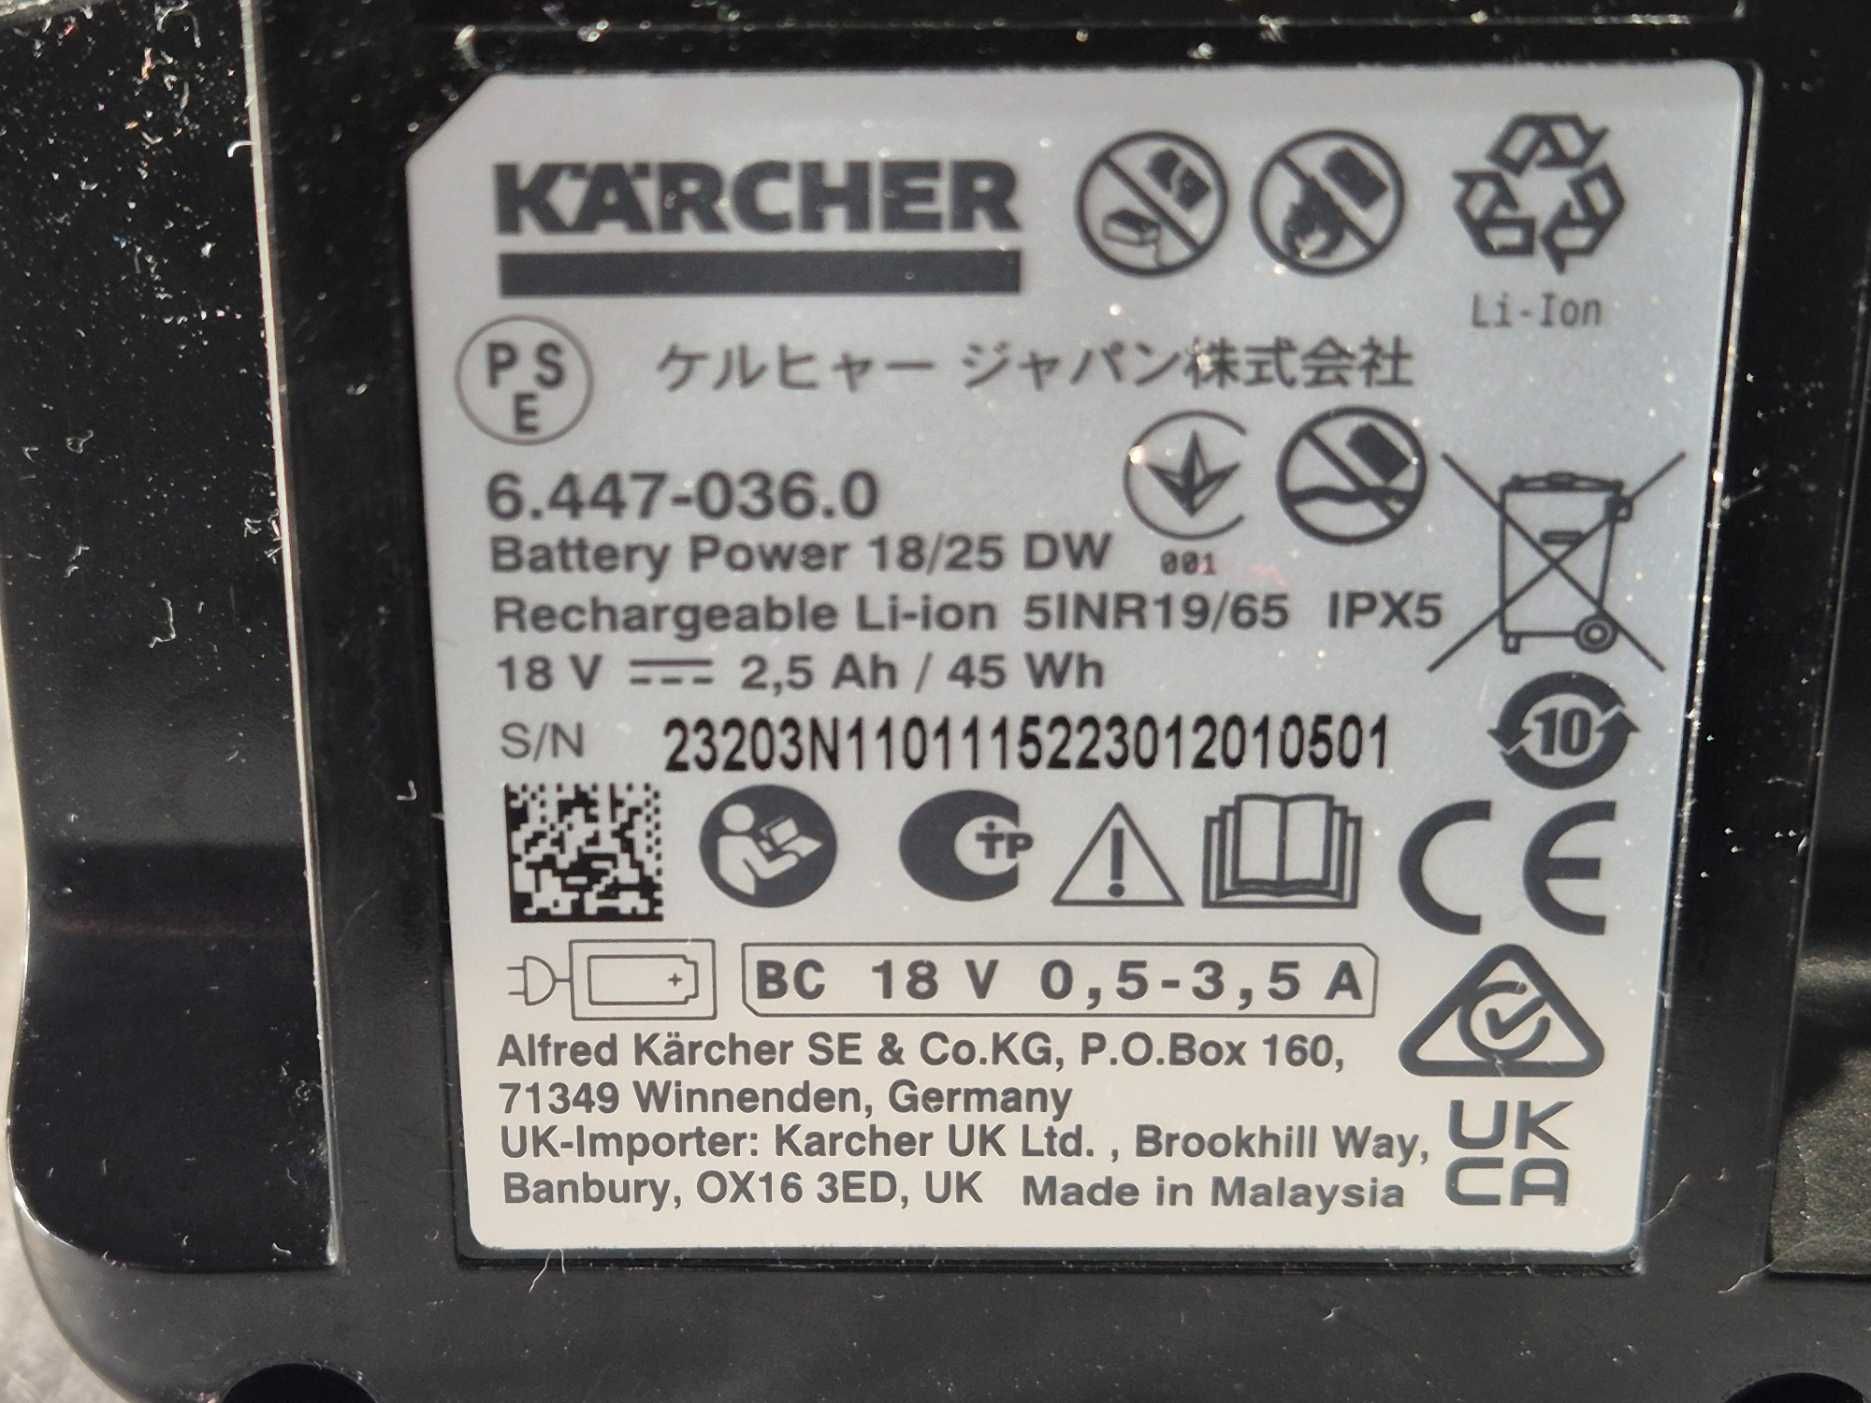 KÄRCHER
Li-Ion
PSE
ケルヒャー ジャパン株式会社
6.447-036.0
Battery Power 18/25 DW
001
Rechargeable Li-ion 5INR19/65 IPX5
18 V 2,5 Ah / 45 Wh
S/N 23203N1101115223012010501
10
CTP
CE
BC 18 V 0,5-3,5 A
Alfred Kärcher SE & Co.KG, P.O.Box 160,
71349 Winnenden, Germany
UK-Importer: Karcher UK Ltd. , Brookhill Way,
Banbury, OX16 3ED, UK Made in Malaysia
UK
CA